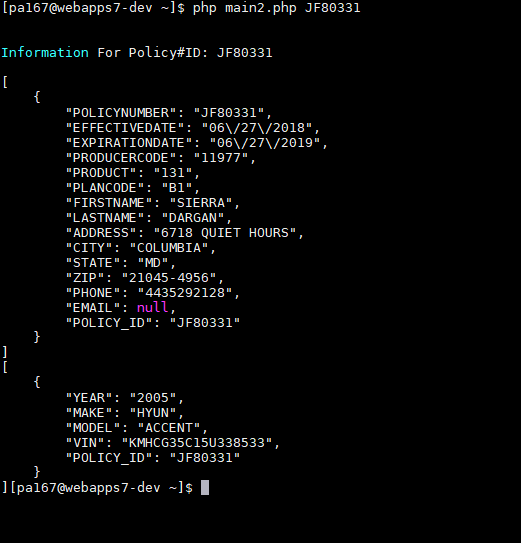 [pa167@webapps7-dev ~]$ php main2.php JF80331
Information For Policy#ID: JF80331
[
    {
        "POLICYNUMBER": "JF80331",
        "EFFECTIVEDATE": "06\/27\/2018",
        "EXPIRATIONDATE": "06\/27\/2019",
        "PRODUCERCODE": "11977",
        "PRODUCT": "131",
        "PLANCODE": "B1",
        "FIRSTNAME": "SIERRA",
        "LASTNAME": "DARGAN",
        "ADDRESS": "6718 QUIET HOURS",
        "CITY": "COLUMBIA",
        "STATE": "MD",
        "ZIP": "21045-4956",
        "PHONE": "4435292128",
        "EMAIL": null,
        "POLICY_ID": "JF80331"
    }
]
[
    {
        "YEAR": "2005",
        "MAKE": "HYUN",
        "MODEL": "ACCENT",
        "VIN": "KMHCG35C15U338533",
        "POLICY_ID": "JF80331"
    }
][pa167@webapps7-dev ~]$